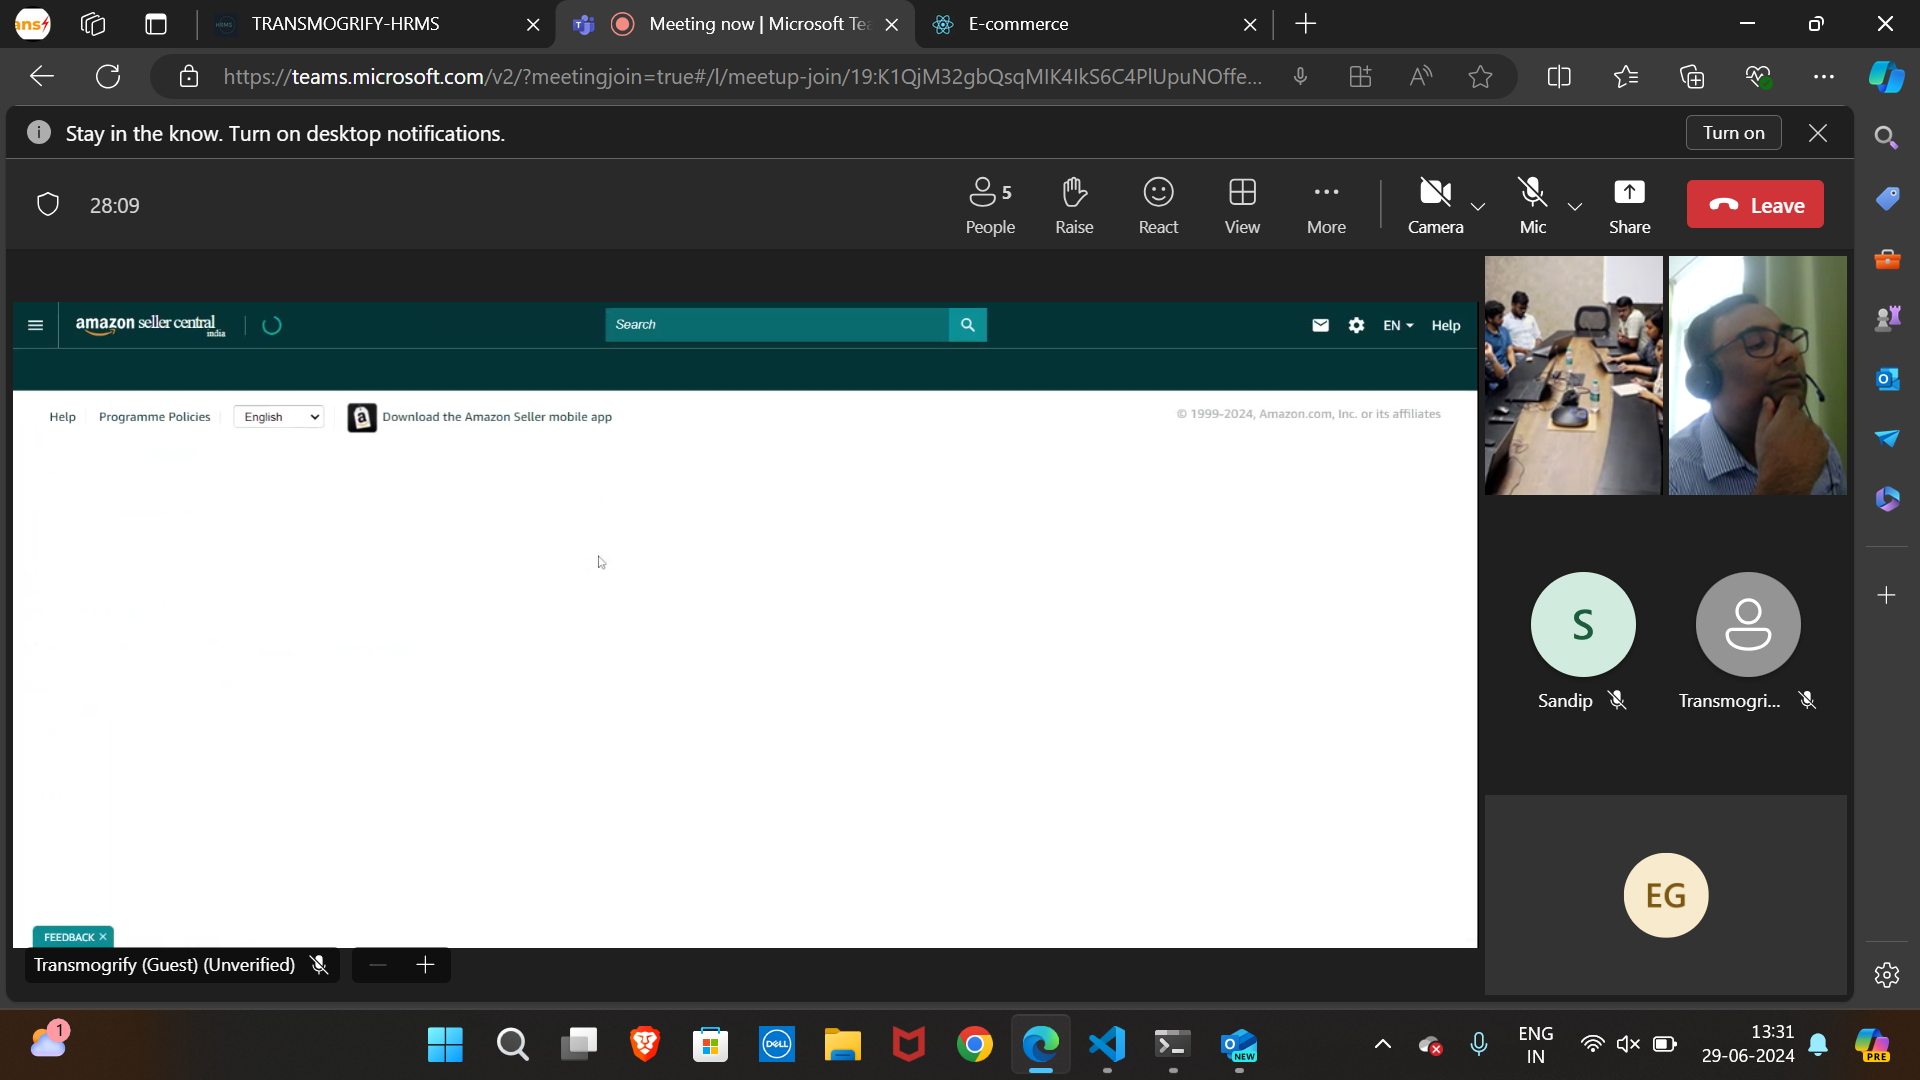 TRANSMOGRIFY-HRMS
Meeting now | Microsoft Tea
E-commerce
https://teams.microsoft.com/v2/?meetingjoin=true#/l/meetup-join/19:K1QjM32gbQsqMIK4IkS6C4PlUpuNOffe...
Stay in the know. Turn on desktop notifications.
Turn on
28:09
5
People
Raise
React
View
More
Camera
Mic
Share
Leave
amazon seller central
india
Search
EN
Help
Help
Programme Policies
English
Download the Amazon Seller mobile app
© 1999-2024, Amazon.com, Inc. or its affiliates
S
Sandip
Transmogri...
EG
FEEDBACK
Transmogrify (Guest) (Unverified)
1
DELL
NEW
ENG
IN
13:31
29-06-2024
PRE